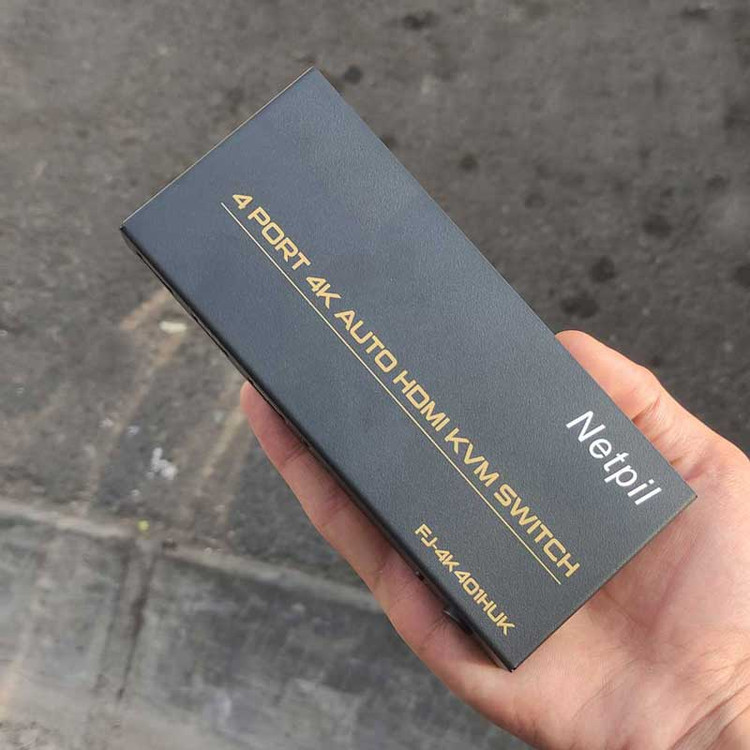 4 PORT 4K AUTO HDMI KVM SWITCH
Netpil
FJ-4K401HUK